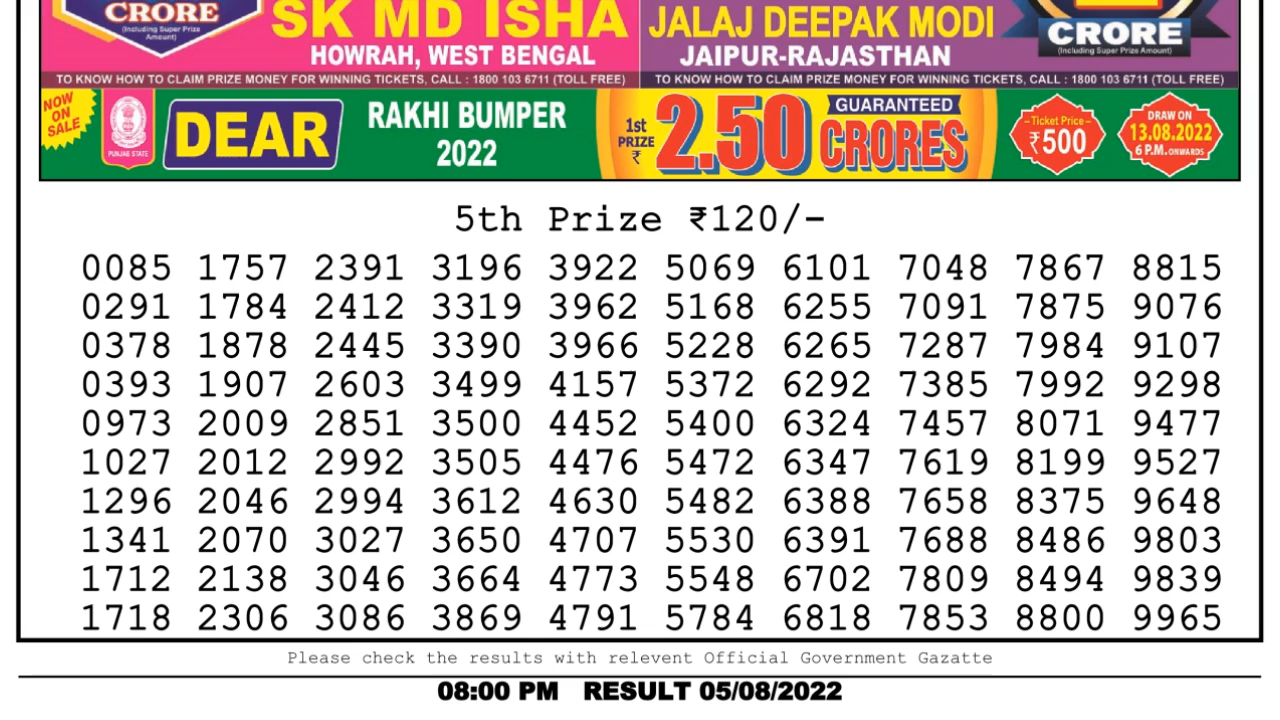 CRORE
(Including Super Prize Amount)
SK MD ISHA
HOWRAH, WEST BENGAL
JALAJ DEEPAK MODI
JAIPUR-RAJASTHAN
CRORE
(Including Super Prize Amount)
TO KNOW HOW TO CLAIM PRIZE MONEY FOR WINNING TICKETS, CALL : 1800 103 6711 (TOLL FREE)
TO KNOW HOW TO CLAIM PRIZE MONEY FOR WINNING TICKETS, CALL : 1800 103 6711 (TOLL FREE)
NOW
ON
SALE
PUNJAB STATE
DEAR
RAKHI BUMPER
2022
1st
PRIZE
₹
2.50
GUARANTEED
CRORES
Ticket Price
₹500
DRAW ON
13.08.2022
6 P.M. ONWARDS
5th Prize ₹120/-
0085 1757 2391 3196 3922 5069 6101 7048 7867 8815
0291 1784 2412 3319 3962 5168 6255 7091 7875 9076
0378 1878 2445 3390 3966 5228 6265 7287 7984 9107
0393 1907 2603 3499 4157 5372 6292 7385 7992 9298
0973 2009 2851 3500 4452 5400 6324 7457 8071 9477
1027 2012 2992 3505 4476 5472 6347 7619 8199 9527
1296 2046 2994 3612 4630 5482 6388 7658 8375 9648
1341 2070 3027 3650 4707 5530 6391 7688 8486 9803
1712 2138 3046 3664 4773 5548 6702 7809 8494 9839
1718 2306 3086 3869 4791 5784 6818 7853 8800 9965
Please check the results with relevent Official Government Gazatte
08:00 PM RESULT 05/08/2022